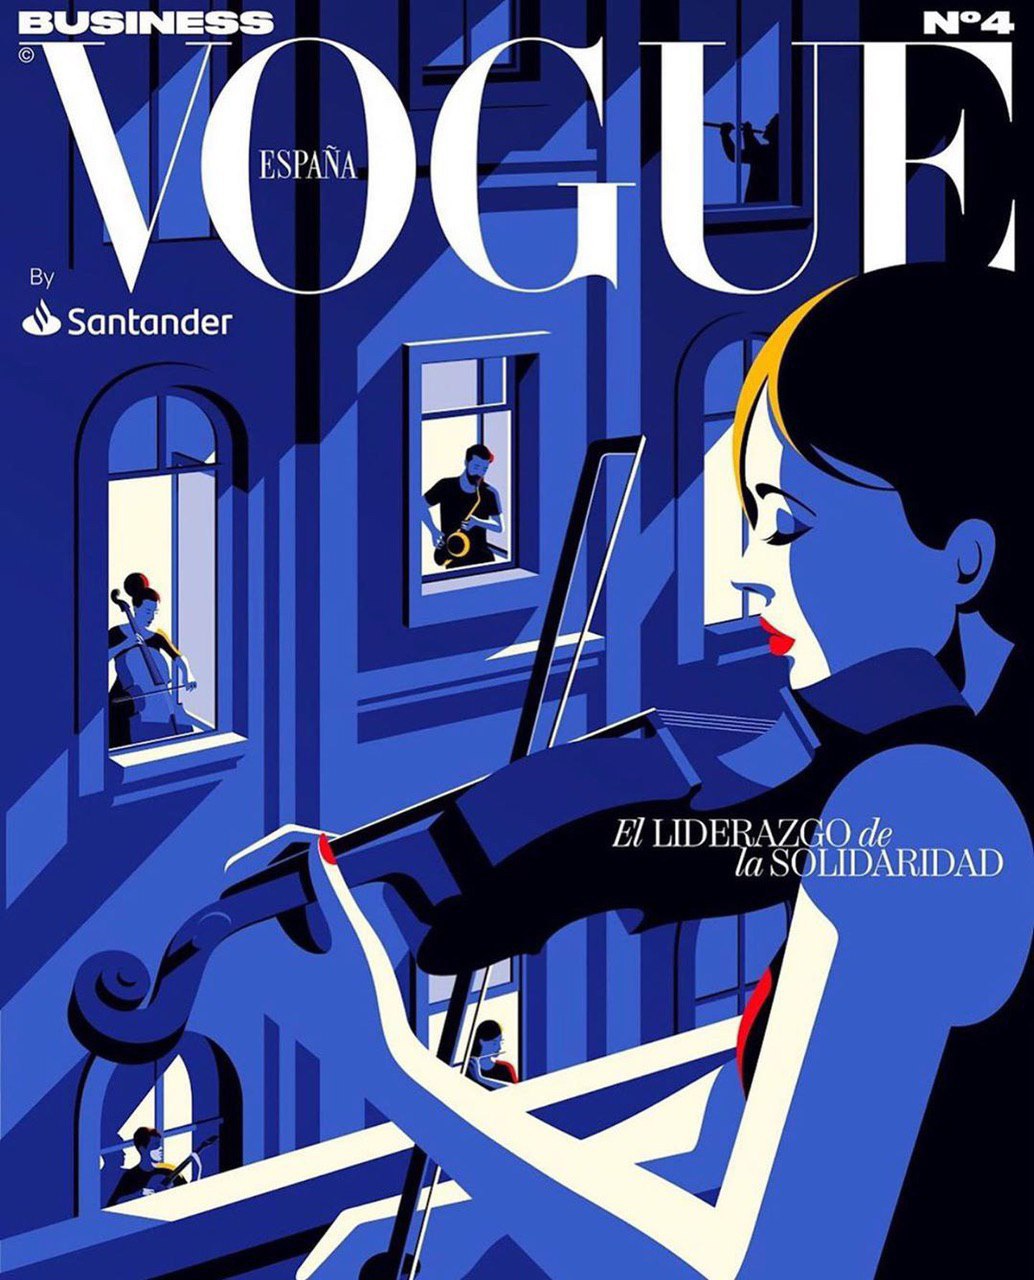 BUSINESS
Nº4
©
VOGUE
ESPAÑA
By
Santander
El LIDERAZGO de
la SOLIDARIDAD